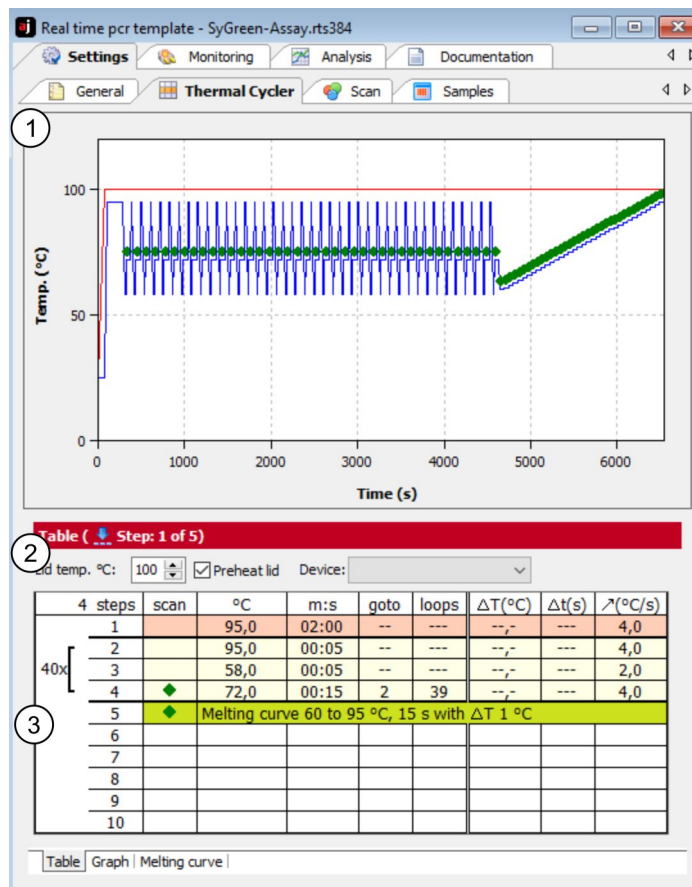 Real time pcr template - SyGreen-Assay.rts384
Settings Monitoring Analysis Documentation
General Thermal Cycler Scan Samples
1
100
50
0
Temp. (°C)
0 1000 2000 3000 4000 5000 6000
Time (s)
Table ( Step: 1 of 5)
2
Lid temp. °C: 100 Preheat lid Device:
4 steps scan °C m:s goto loops △T(°C) △t(s) ↗(°C/s)
1 95,0 02:00 -- --- --,- --- 4,0
2 95,0 00:05 -- --- --,- --- 4,0
40x 3 58,0 00:05 -- --- --,- --- 2,0
4 72,0 00:15 2 39 --,- --- 4,0
3
5 Melting curve 60 to 95 °C, 15 s with △T 1 °C
6
7
8
9
10
Table Graph Melting curve